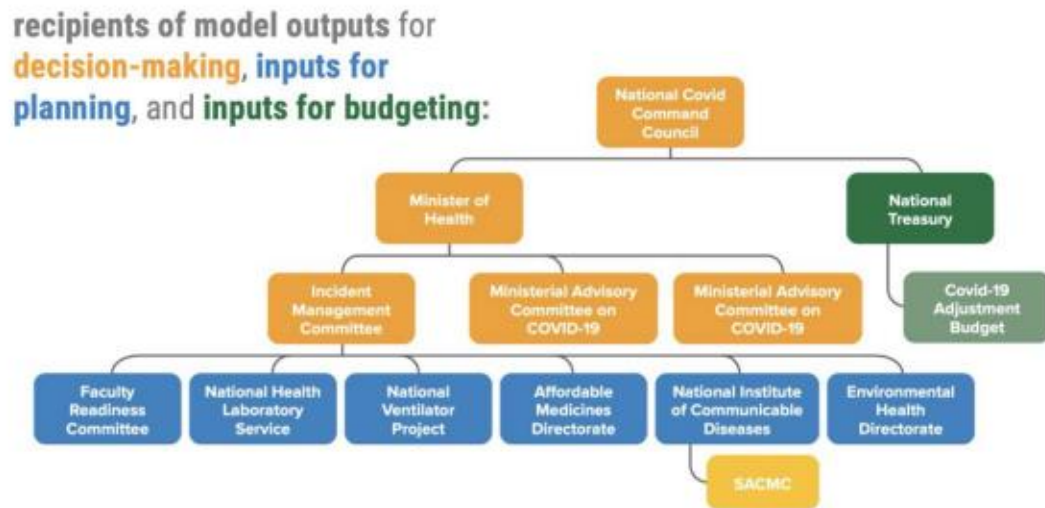 recipients of model outputs for
decision-making, inputs for
planning, and inputs for budgeting:
National Covid
Command
Council
Minister of
Health
National
Treasury
Incident
Management
Committee
Ministerial Advisory
Committee on
COVID-19
Ministerial Advisory
Committee on
COVID-19
Covid-19
Adjustment
Budget
Faculty
Readiness
Committee
National Health
Laboratory
Service
National
Ventilator
Project
Affordable
Medicines
Directorate
National Institute
of Communicable
Diseases
Environmental
Health
Directorate
SACMC